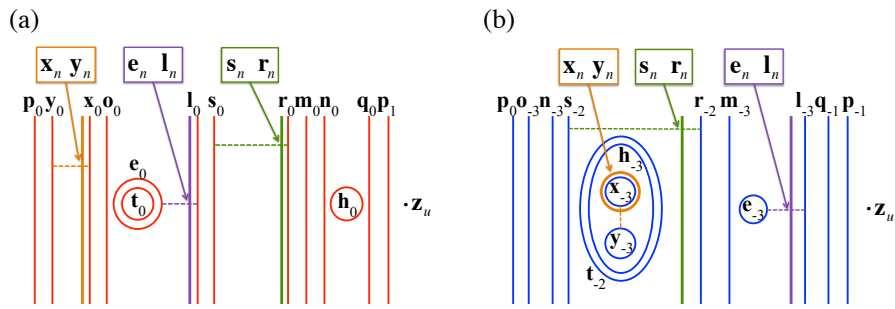 (a)
x_n y_n
e_n l_n
s_n r_n
p_0 y_0 x_0 o_0 l_0 s_0 r_0 m_0 n_0 q_0 p_1
e_0
t_0
h_0
· z_u
(b)
x_n y_n
s_n r_n
e_n l_n
p_0 o_-3 n_-3 s_-2 r_-2 m_-3 l_-3 q_-1 p_-1
h_-3
x_-3
e_-3
y_-3
t_-2
· z_u